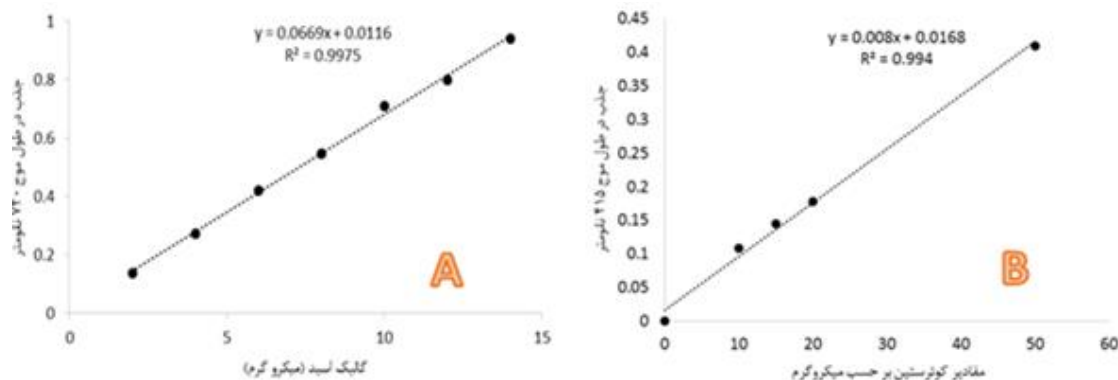 y = 0.0669x + 0.0116
R² = 0.9975
1
0.8
0.6
0.4
0.2
0
0
5
10
15
جذب در طول موج ۷۲۰ نانومتر
گالیک اسید (میکرو گرم)
A
y = 0.008x + 0.0168
R² = 0.994
0.45
0.4
0.35
0.3
0.25
0.2
0.15
0.1
0.05
0
0
10
20
30
40
50
60
جذب در طول موج ۴۱۵ نانومتر
مقادیر کوئرستین بر حسب میکروگرم
B